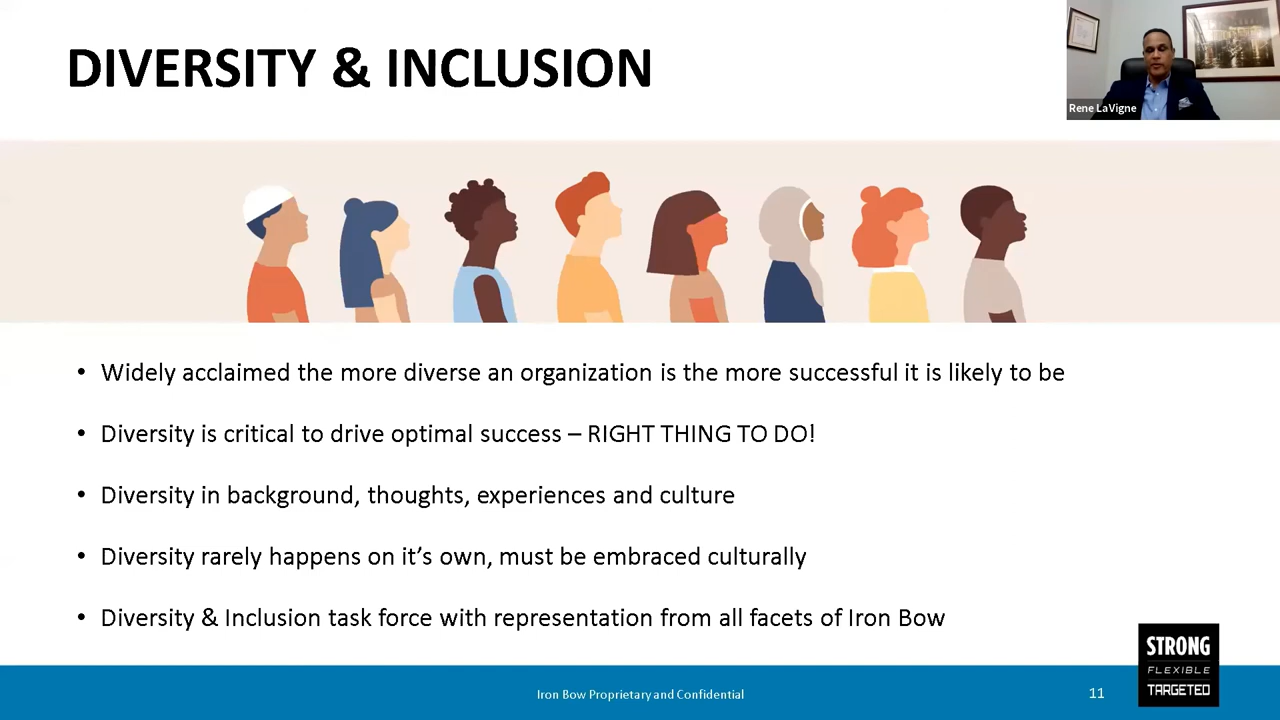 DIVERSITY & INCLUSION
Rene LaVigne
• Widely acclaimed the more diverse an organization is the more successful it is likely to be
• Diversity is critical to drive optimal success – RIGHT THING TO DO!
• Diversity in background, thoughts, experiences and culture
• Diversity rarely happens on it’s own, must be embraced culturally
• Diversity & Inclusion task force with representation from all facets of Iron Bow
STRONG
FLEXIBLE
TARGETED
Iron Bow Proprietary and Confidential
11